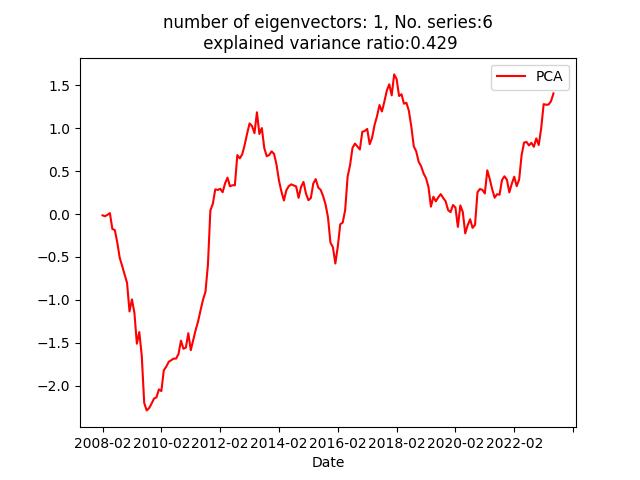 number of eigenvectors: 1, No. series:6
explained variance ratio:0.429
PCA
1.5
1.0
0.5
0.0
−0.5
−1.0
−1.5
−2.0
2008-02 2010-02 2012-02 2014-02 2016-02 2018-02 2020-02 2022-02
Date